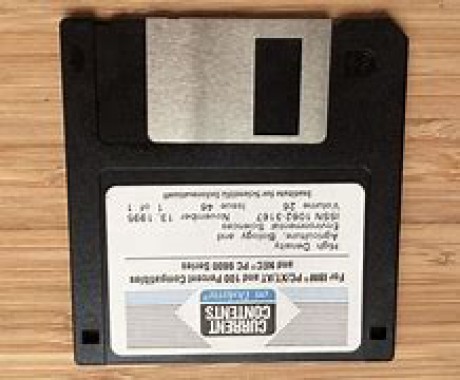 CURRENT
CONTENTS
on Diskette®
For IBM® PC/XT/AT and 100 Percent Compatibles
and NEC® PC 9800 Series
High Density
Agriculture, Biology and
Environmental Sciences
ISSN 1062-3167 November 13, 1995
Volume 26 Issue 46 1 of 1
Institute for Scientific Information®